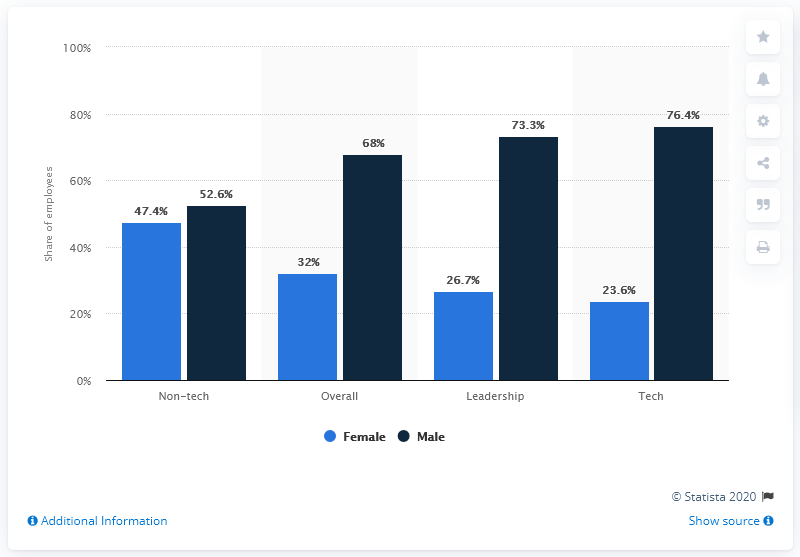 100%
80%
60%
40%
20%
0%
Share of employees
47.4%
52.6%
32%
68%
26.7%
73.3%
23.6%
76.4%
Non-tech
Overall
Leadership
Tech
Female
Male
© Statista 2020
Additional Information
Show source